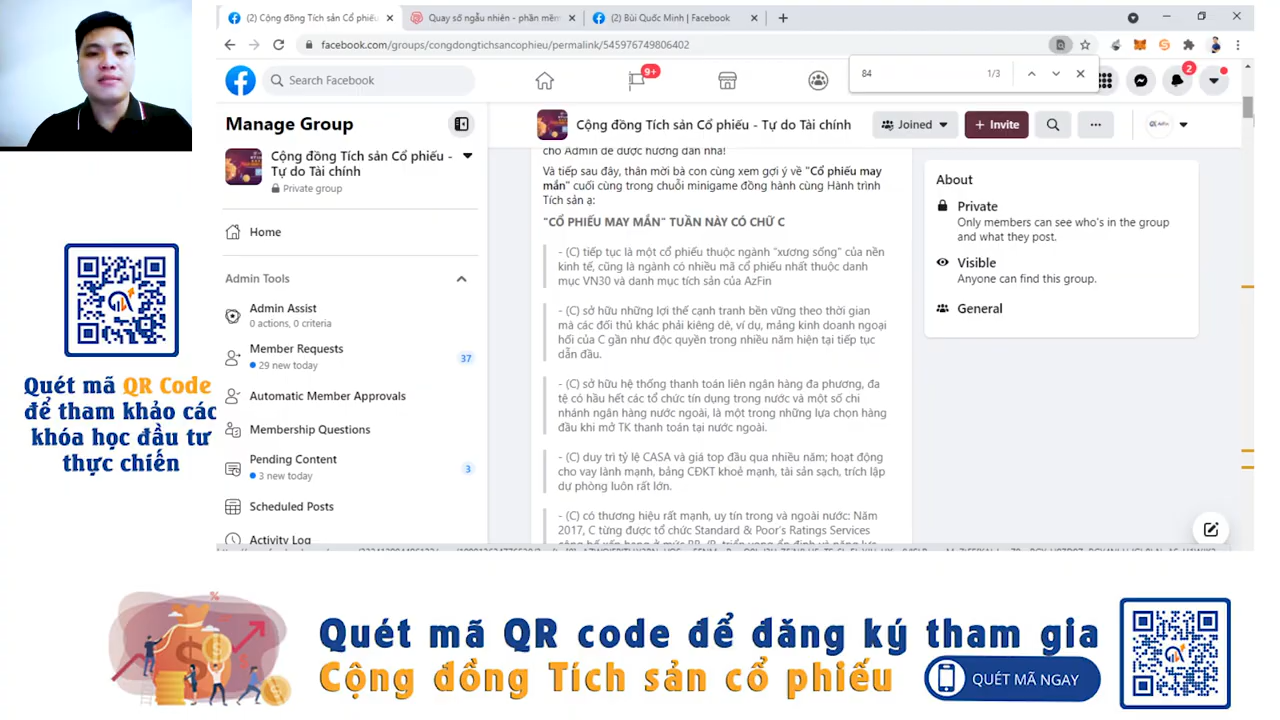 (2) Cộng đồng Tích sản Cổ phiếu
Quay số ngẫu nhiên - phần mềm
(2) Bùi Quốc Minh | Facebook
facebook.com/groups/congdongtichsancophieu/permalink/545976749806402
84
1/3
Search Facebook
9+
2
Manage Group
Cộng đồng Tích sản Cổ phiếu -
Tự do Tài chính
Private group
Home
Admin Tools
Admin Assist
0 actions, 0 criteria
Member Requests
29 new today
37
Automatic Member Approvals
Membership Questions
Pending Content
3 new today
3
Scheduled Posts
Activity Log
Cộng đồng Tích sản Cổ phiếu - Tự do Tài chính
Joined
+ Invite
cho Admin để được hướng dẫn nha!
Và tiếp sau đây, thân mời bà con cùng xem gợi ý về "Cổ phiếu may
mắn" cuối cùng trong chuỗi minigame đồng hành cùng Hành trình
Tích sản ạ:
"CỔ PHIẾU MAY MẮN" TUẦN NÀY CÓ CHỮ C
- (C) tiếp tục là một cổ phiếu thuộc ngành "xương sống" của nền
kinh tế, cũng là ngành có nhiều mã cổ phiếu nhất thuộc danh
mục VN30 và danh mục tích sản của AzFin
- (C) sở hữu những lợi thế cạnh tranh bền vững theo thời gian
mà các đối thủ khác phải kiêng dè, ví dụ, mảng kinh doanh ngoại
hối của C gần như độc quyền trong nhiều năm hiện tại tiếp tục
dẫn đầu.
- (C) sở hữu hệ thống thanh toán liên ngân hàng đa phương, đa
tệ có hầu hết các tổ chức tín dụng trong nước và một số chi
nhánh ngân hàng nước ngoài, là một trong những lựa chọn hàng
đầu khi mở TK thanh toán tại nước ngoài.
- (C) duy trì tỷ lệ CASA và giá top đầu qua nhiều năm; hoạt động
cho vay lành mạnh, bảng CĐKT khoẻ mạnh, tài sản sạch, trích lập
dự phòng luôn rất lớn.
- (C) có thương hiệu rất mạnh, uy tín trong và ngoài nước: Năm
2017, C từng được tổ chức Standard & Poor's Ratings Services
About
Private
Only members can see who's in the group
and what they post.
Visible
Anyone can find this group.
General
Quét mã QR Code
để tham khảo các
khóa học đầu tư
thực chiến
Quét mã QR code để đăng ký tham gia
Cộng đồng Tích sản cổ phiếu
QUÉT MÃ NGAY